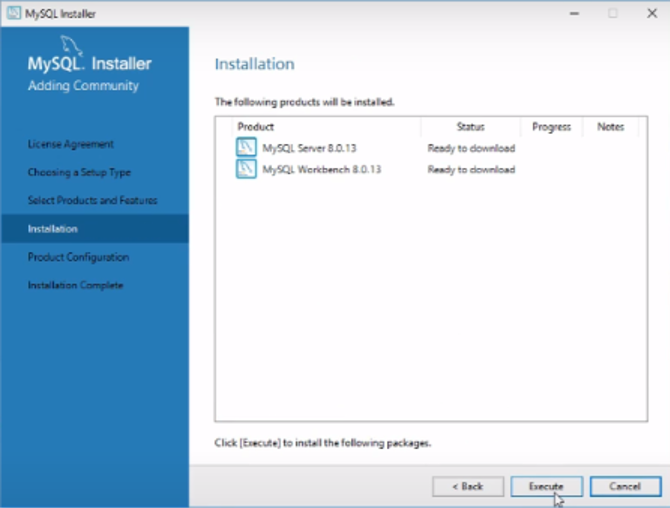 MySQL Installer
MySQL. Installer
Adding Community
License Agreement
Choosing a Setup Type
Select Products and Features
Installation
Product Configuration
Installation Complete
Installation
The following products will be installed.
Product Status Progress Notes
MySQL Server 8.0.13 Ready to download
MySQL Workbench 8.0.13 Ready to download
Click [Execute] to install the following packages.
< Back Execute Cancel